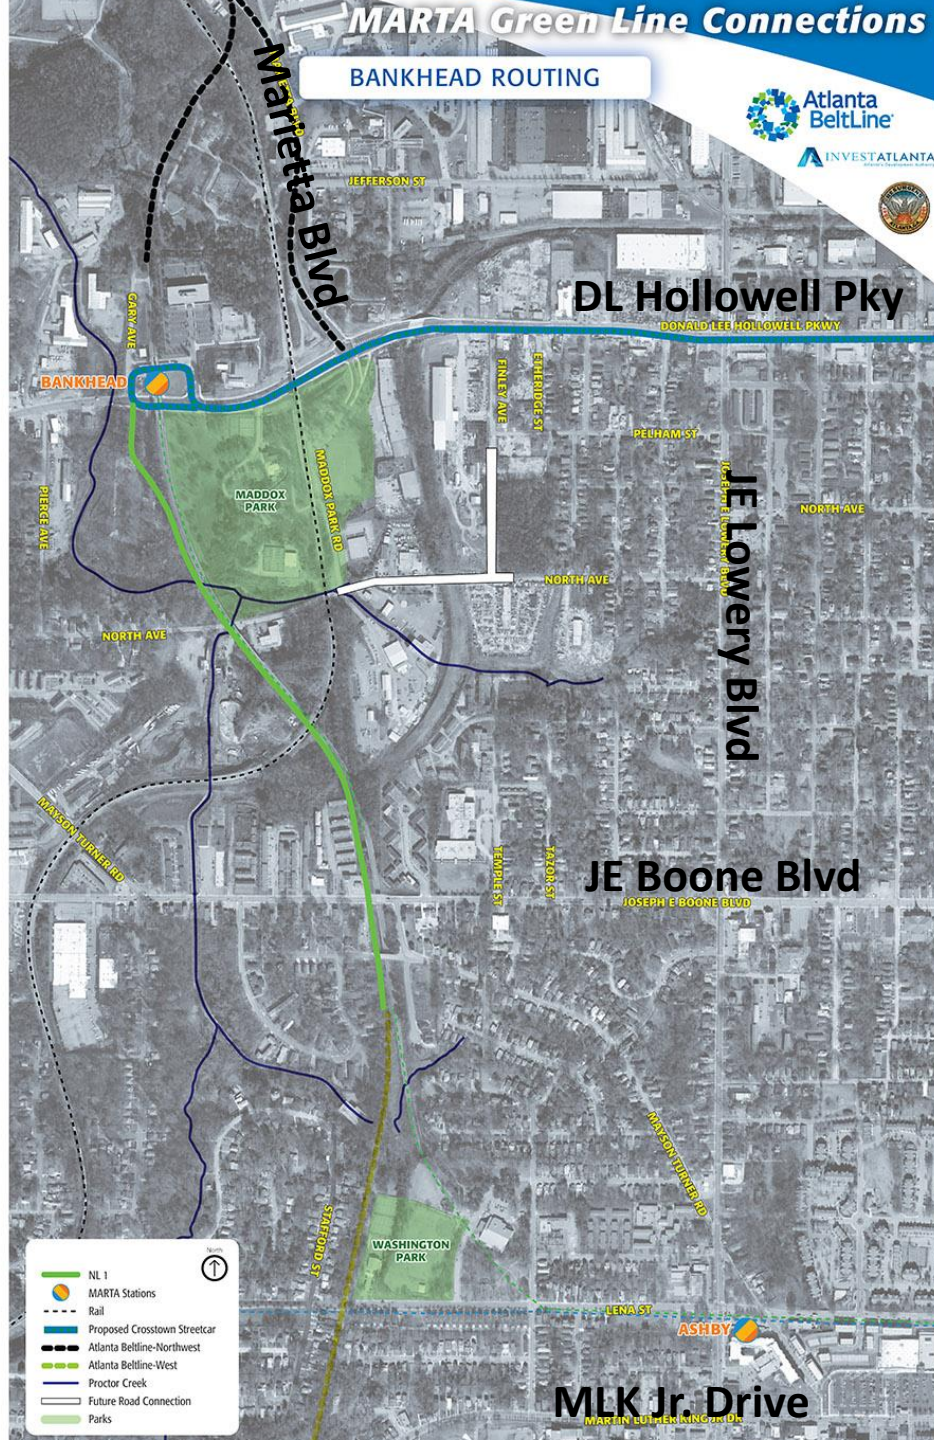 MARTA Green Line Connections
BANKHEAD ROUTING
Atlanta
BeltLine
INVESTATLANTA
Marietta Blvd
JEFFERSON ST
DL Hollowell Pky
DONALD LEE HOLLOWELL PKWY
GARY AVE
BANKHEAD
FINLEY AVE
ETHERIDGE ST
PELHAM ST
MADDOX
PARK
MADDOX PARK RD
PIERCE AVE
JE Lowery Blvd
JOSEPH E LOWERY BLVD
NORTH AVE
NORTH AVE
NORTH AVE
MAYSON TURNER RD
TEMPLE ST
TAZOR ST
JE Boone Blvd
JOSEPH E BOONE BLVD
MAYSON TURNER RD
STAFFORD ST
WASHINGTON
PARK
LENA ST
ASHBY
MLK Jr. Drive
MARTIN LUTHER KING JR DR
North
NL 1
MARTA Stations
Rail
Proposed Crosstown Streetcar
Atlanta Beltline-Northwest
Atlanta Beltline-West
Proctor Creek
Future Road Connection
Parks